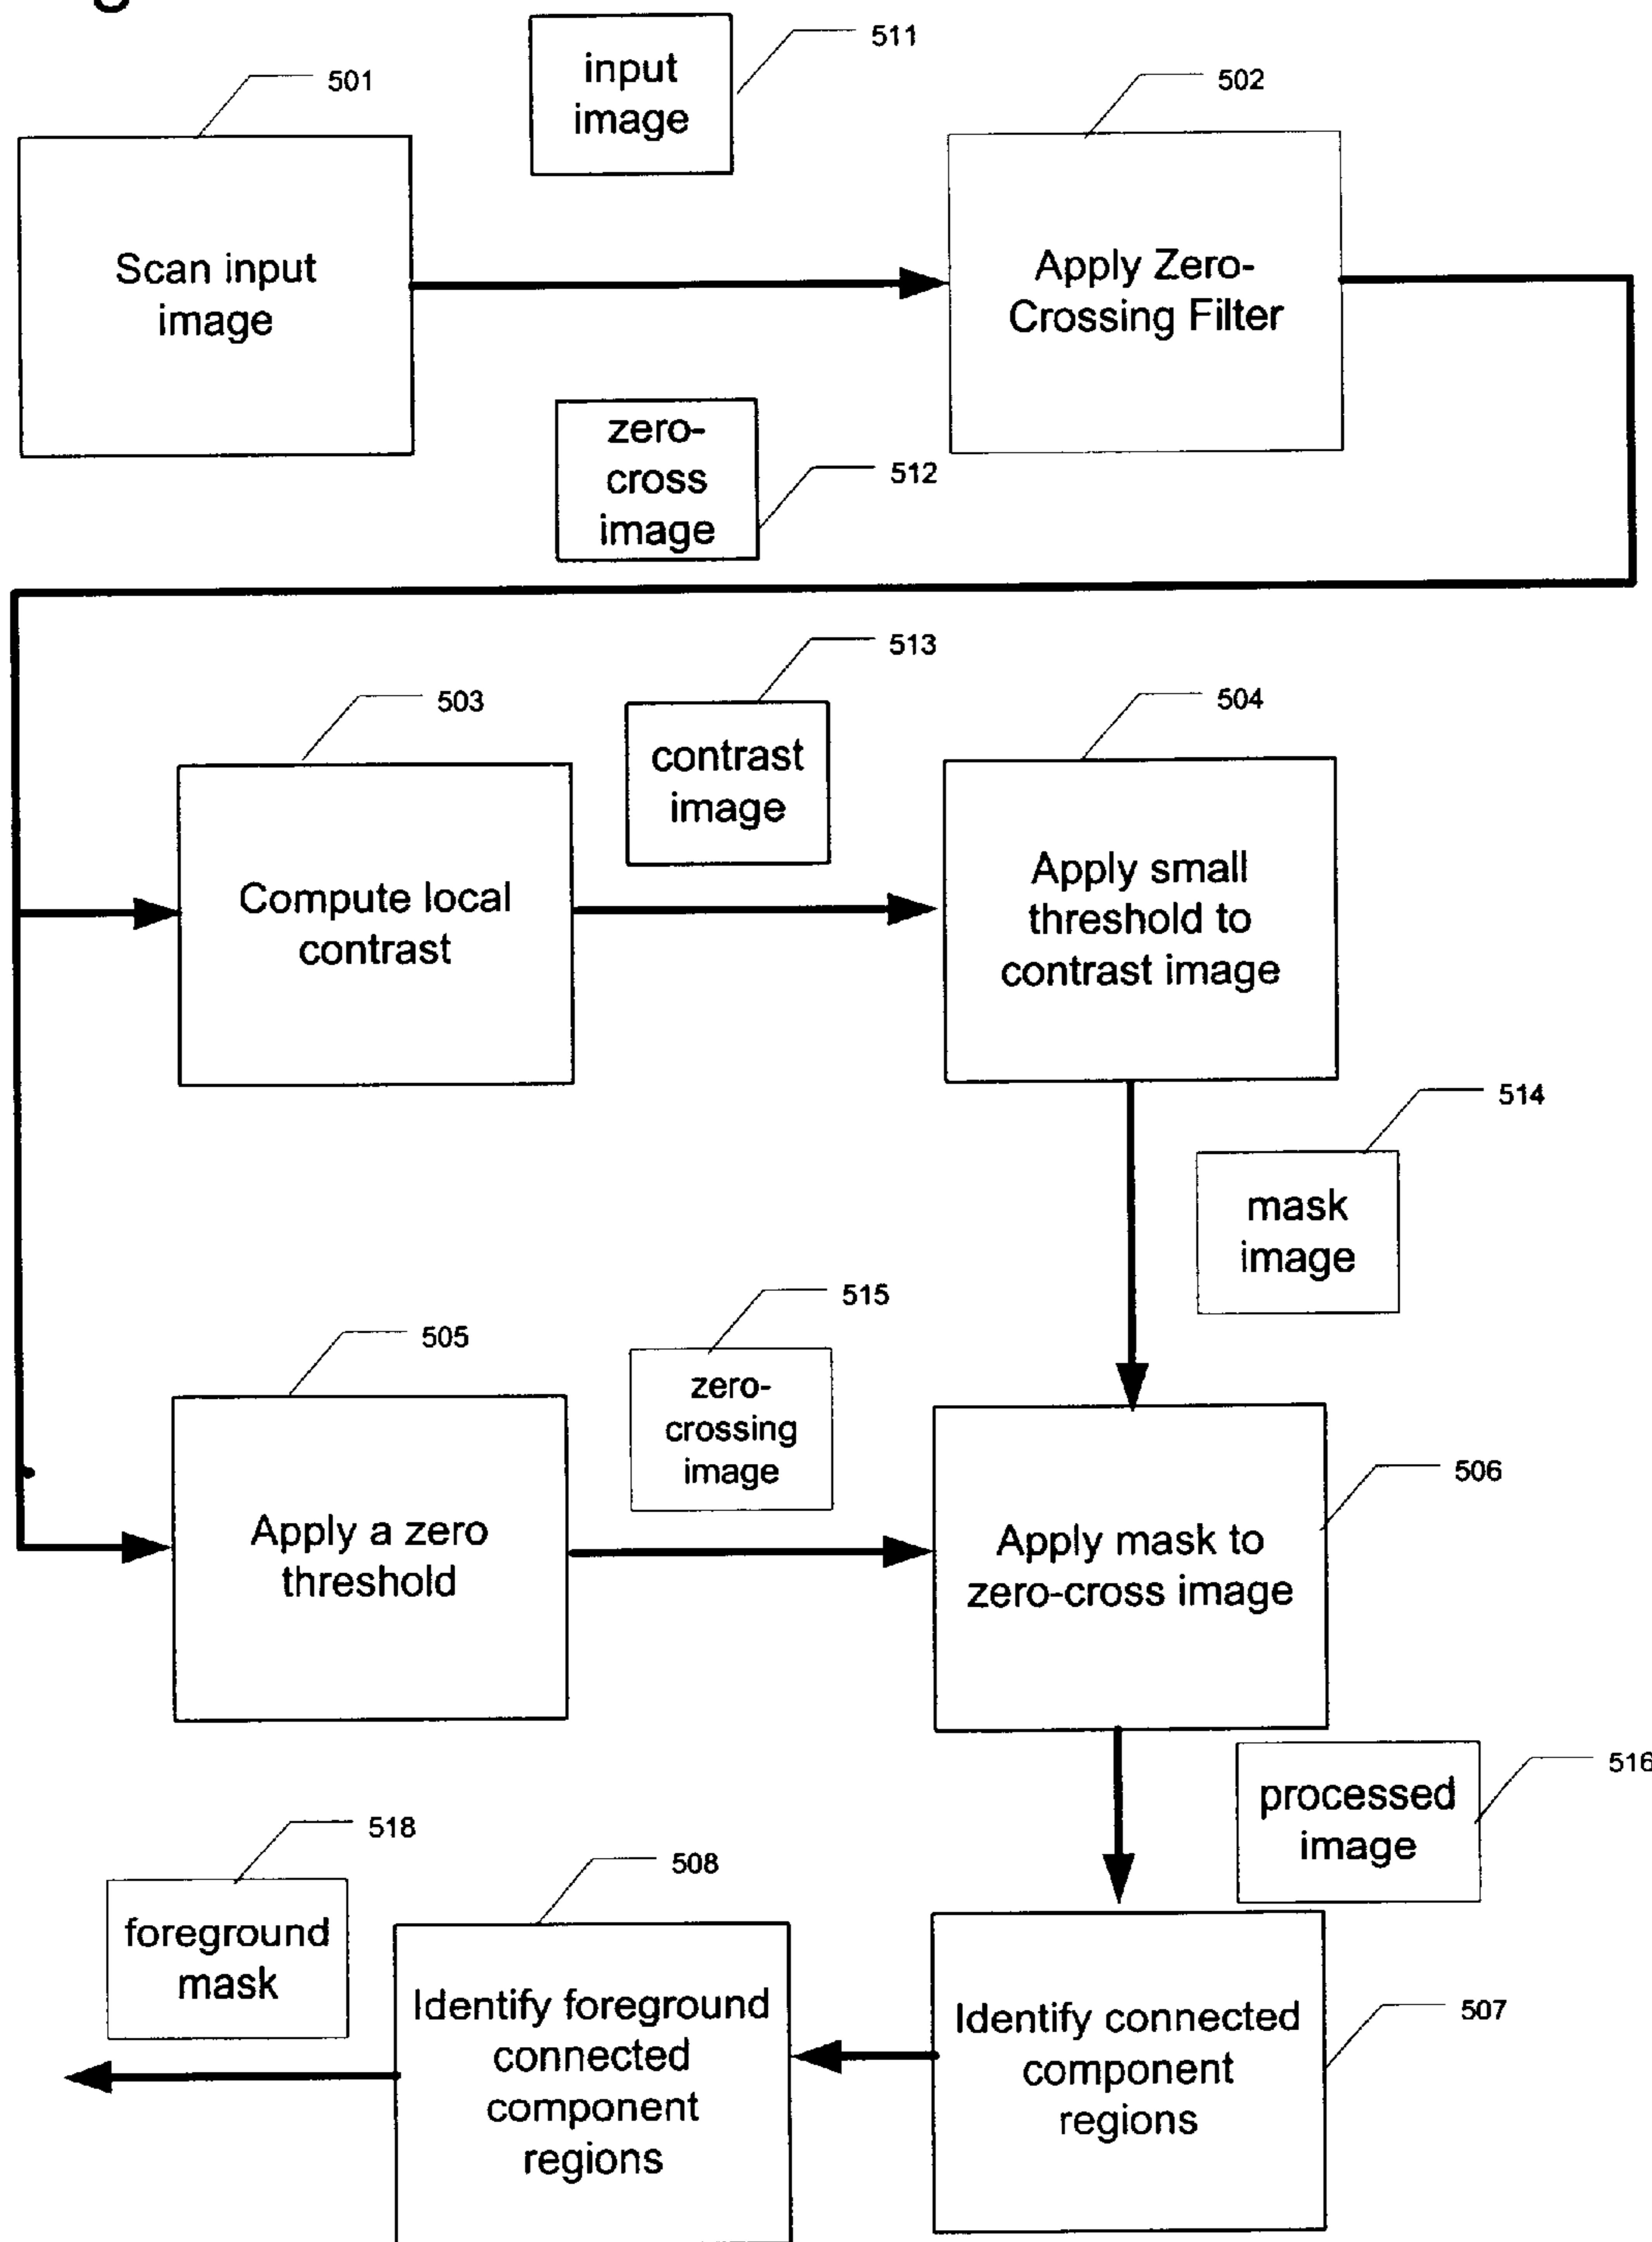 511
input
image
501
502
Scan input
image
Apply Zero-
Crossing Filter
zero-
cross
image
512
513
503
contrast
image
504
Compute local
contrast
Apply small
threshold to
contrast image
514
mask
image
515
505
zero-
crossing
image
506
Apply a zero
threshold
Apply mask to
zero-cross image
516
processed
image
518
508
foreground
mask
Identify foreground
connected
component
regions
507
Identify connected
component
regions